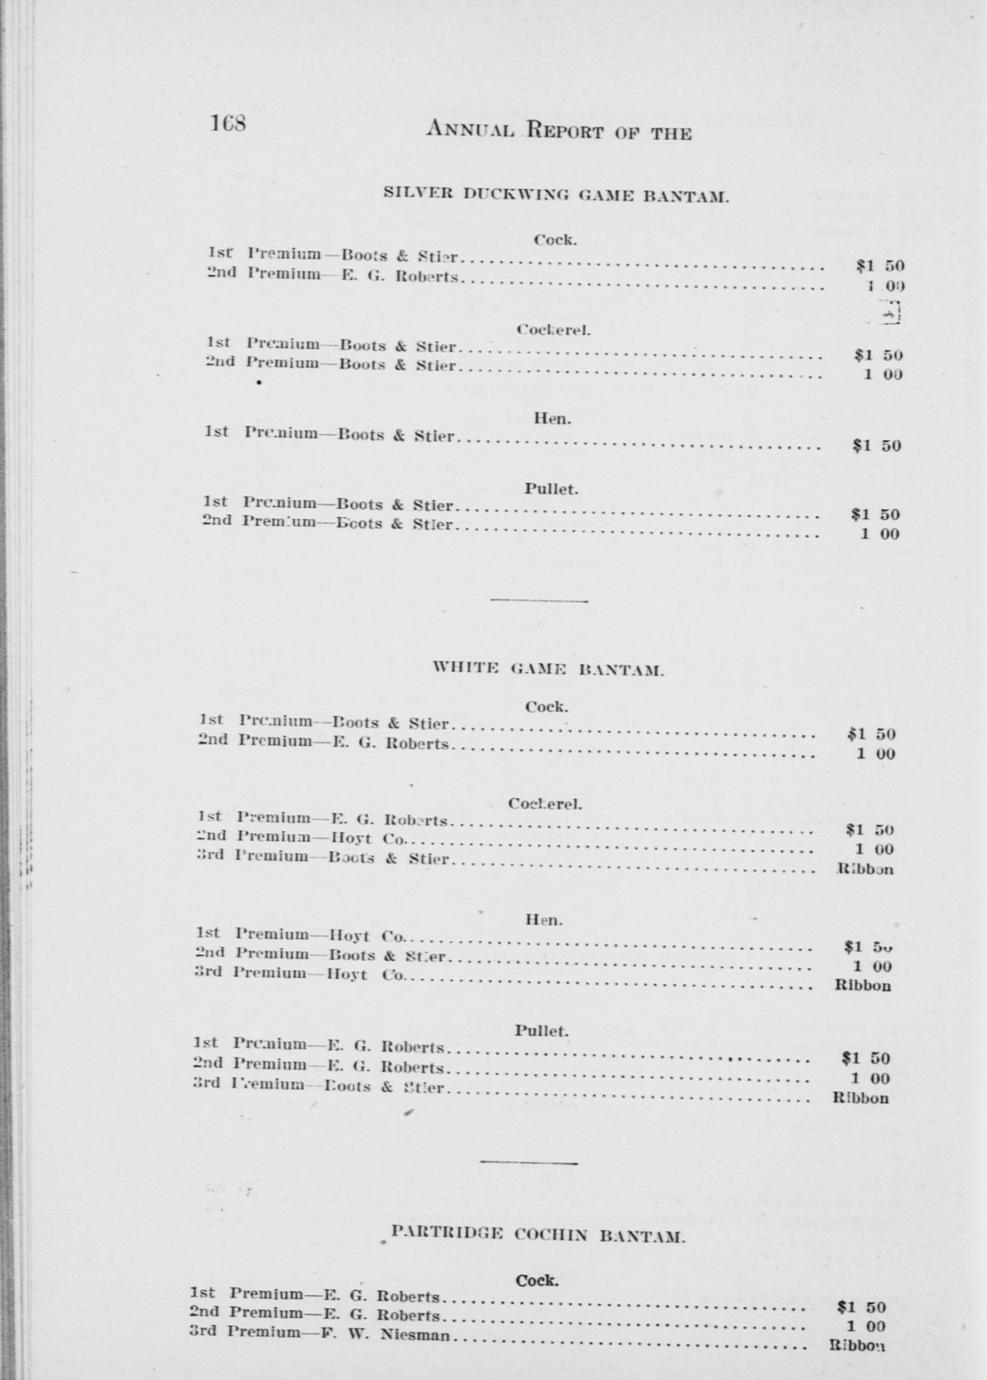 168
ANNUAL REPORT OF THE
SILVER DUCKWING GAME BANTAM.
Cock.
1st Premium—Boots & Stier........................................ $1 50
2nd Premium—E. G. Roberts........................................ 1 00
Cockerel.
1st Premium—Boots & Stier........................................ $1 50
2nd Premium—Boots & Stier........................................ 1 00
Hen.
1st Premium—Boots & Stier........................................ $1 50
Pullet.
1st Premium—Boots & Stier........................................ $1 50
2nd Premium—Boots & Stier........................................ 1 00
WHITE GAME BANTAM.
Cock.
1st Premium—Boots & Stier........................................ $1 50
2nd Premium—E. G. Roberts........................................ 1 00
Cockerel.
1st Premium—E. G. Roberts........................................ $1 50
2nd Premium—Hoyt Co........................................ 1 00
3rd Premium—Boots & Stier........................................ Ribbon
Hen.
1st Premium—Hoyt Co........................................ $1 50
2nd Premium—Boots & Stier........................................ 1 00
3rd Premium—Hoyt Co........................................ Ribbon
Pullet.
1st Premium—E. G. Roberts........................................ $1 50
2nd Premium—E. G. Roberts........................................ 1 00
3rd Premium—Boots & Stier........................................ Ribbon
PARTRIDGE COCHIN BANTAM.
Cock.
1st Premium—E. G. Roberts........................................ $1 50
2nd Premium—E. G. Roberts........................................ 1 00
3rd Premium—F. W. Niesman........................................ Ribbon